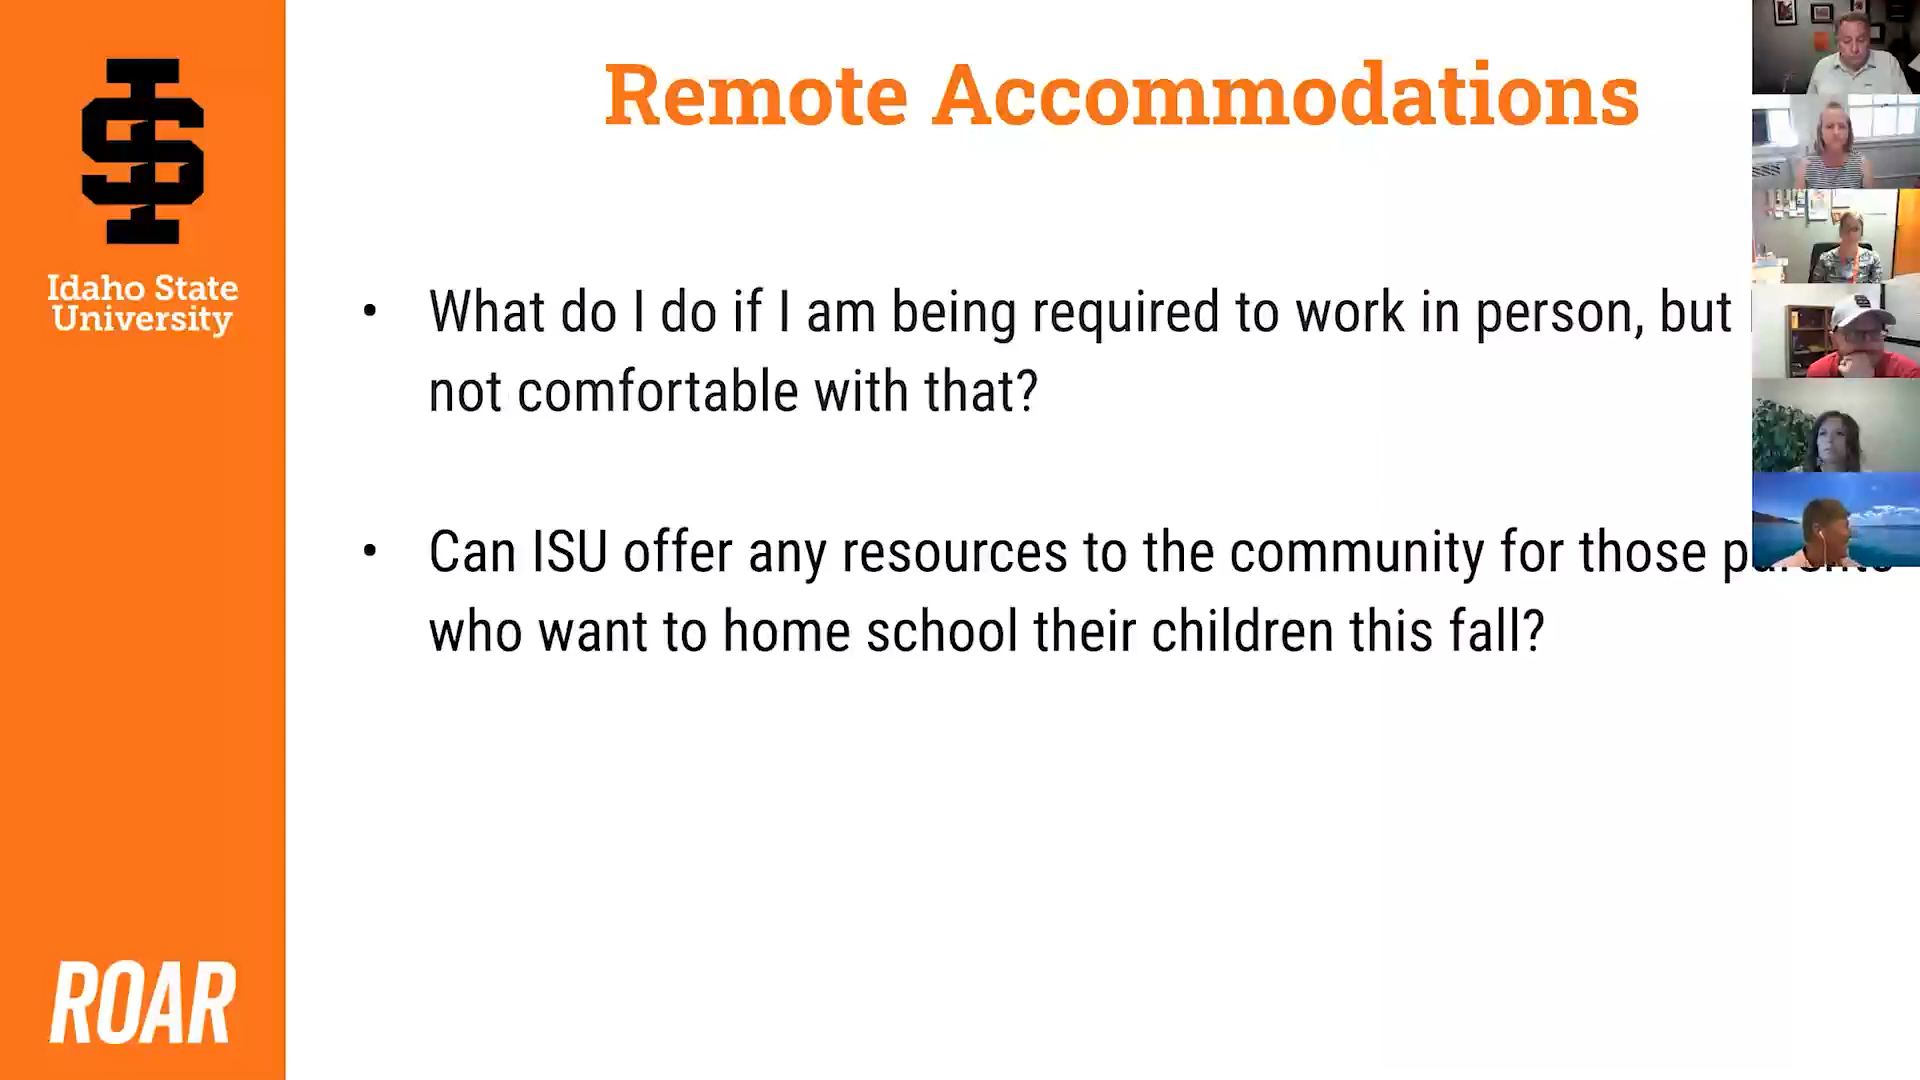 Remote Accommodations
Idaho State
University
• What do I do if I am being required to work in person, but
not comfortable with that?
• Can ISU offer any resources to the community for those
who want to home school their children this fall?
ROAR